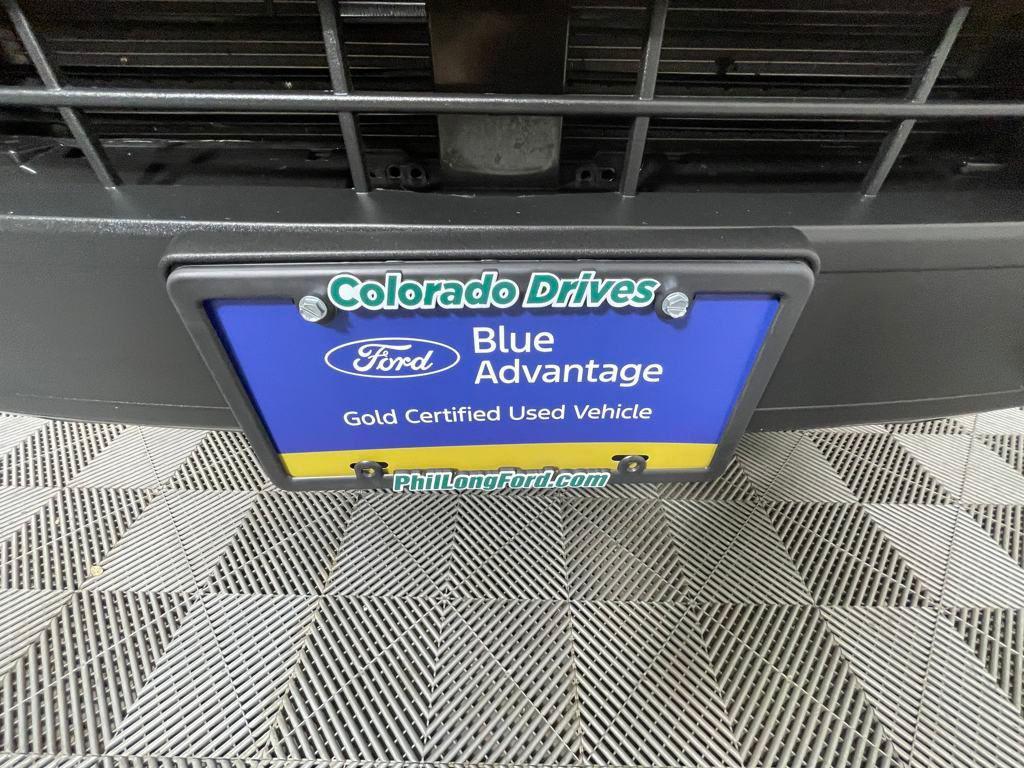 Colorado Drives
Ford
Blue
Advantage
Gold Certified Used Vehicle
PhilLongFord.com